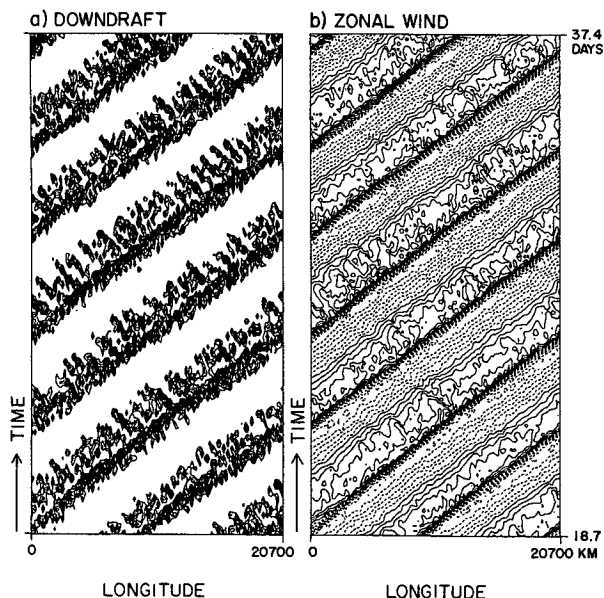 a) DOWNDRAFT
b) ZONAL WIND
37.4
DAYS
TIME
TIME
18.7
0
20700
0
20700 KM
LONGITUDE
LONGITUDE